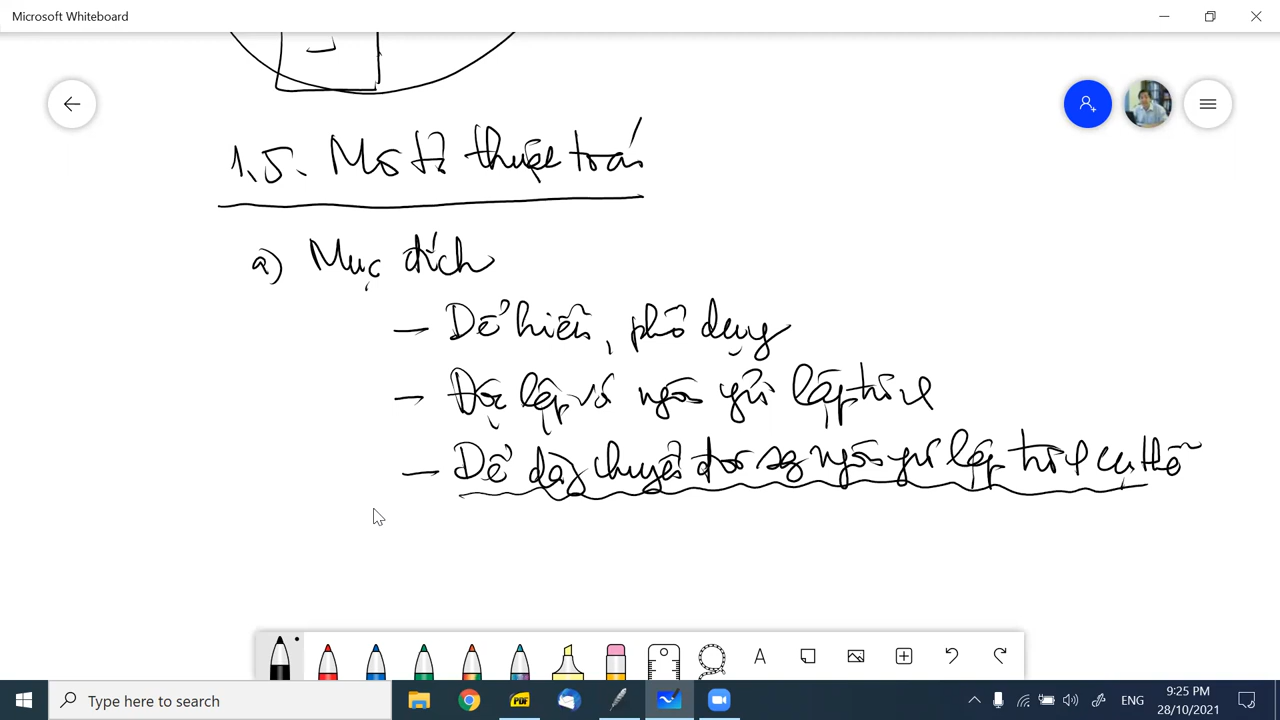 Microsoft Whiteboard
1.5. Mô tả thuật toán
a) Mục đích
– Dễ hiểu, phổ dụng
– Độc lập với ngôn ngữ lập trình
– Dễ dàng chuyển đổi sang ngôn ngữ lập trình cụ thể
A
Type here to search
PDF
ENG
9:25 PM
28/10/2021